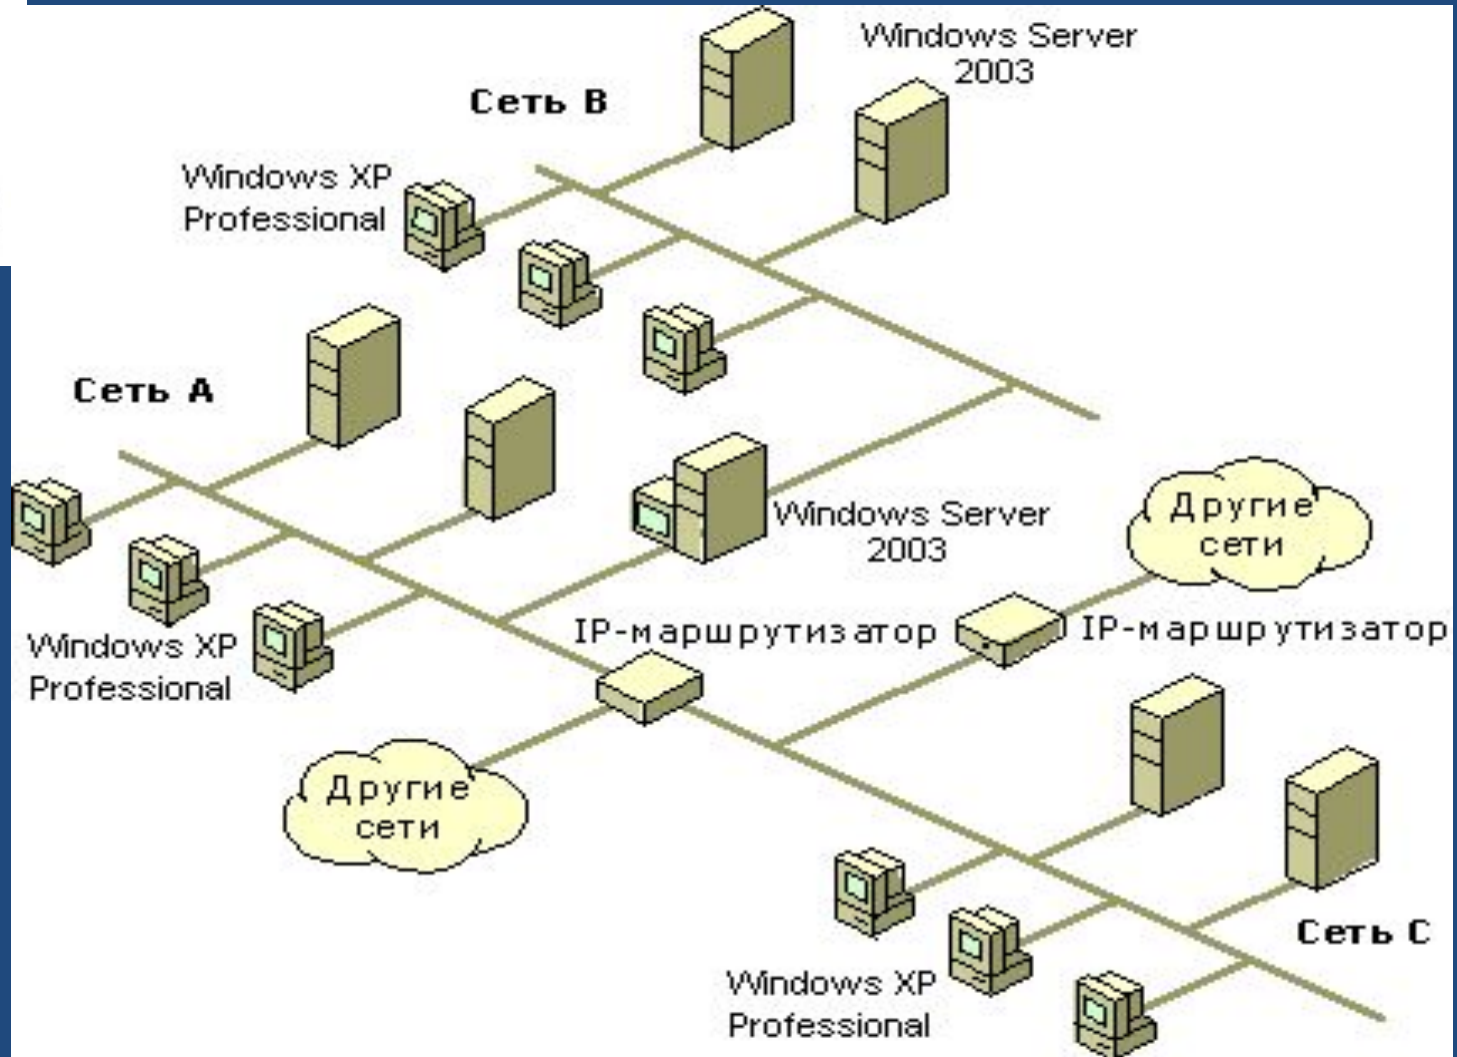 Windows Server
2003
Сеть B
Windows XP
Professional
Сеть A
Windows Server
2003
Другие
сети
IP-маршрутизатор
IP-маршрутизатор
Windows XP
Professional
Другие
сети
Сеть C
Windows XP
Professional